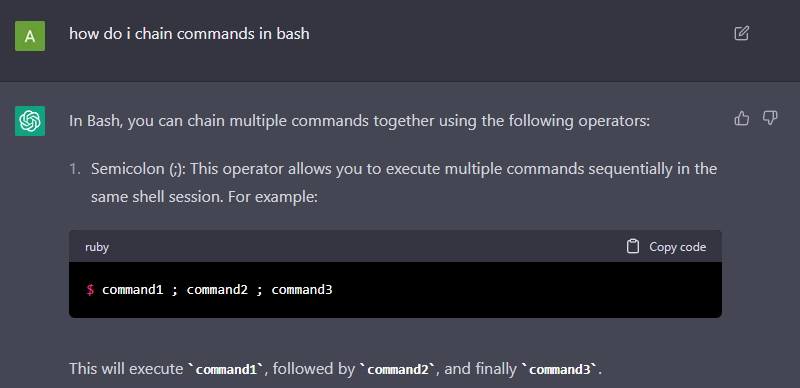 A
how do i chain commands in bash
In Bash, you can chain multiple commands together using the following operators:
1. Semicolon (;): This operator allows you to execute multiple commands sequentially in the
same shell session. For example:
ruby Copy code
$ command1 ; command2 ; command3
This will execute `command1`, followed by `command2`, and finally `command3`.